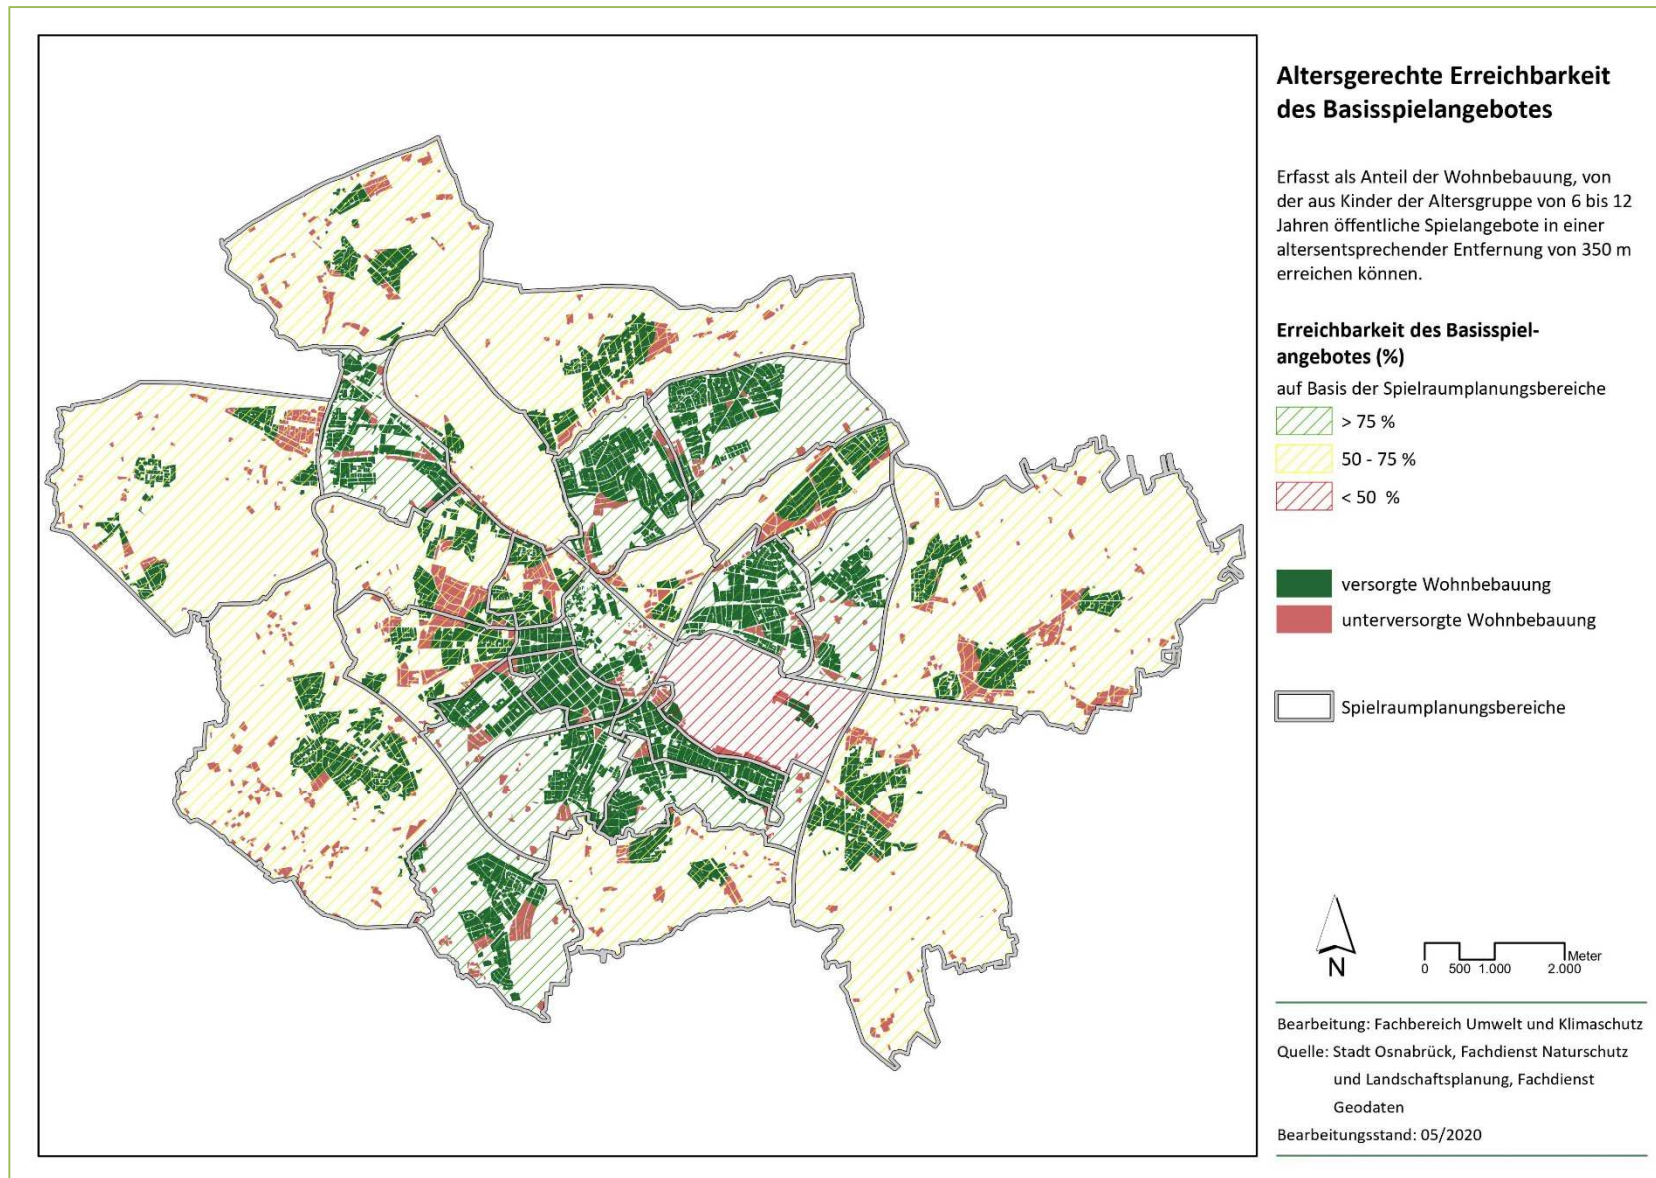 Altersgerechte Erreichbarkeit
des Basisspielangebotes
Erfasst als Anteil der Wohnbebauung, von
der aus Kinder der Altersgruppe von 6 bis 12
Jahren öffentliche Spielangebote in einer
altersentsprechender Entfernung von 350 m
erreichen können.
Erreichbarkeit des Basisspiel-
angebotes (%)
auf Basis der Spielraumplanungsbereiche
> 75 %
50 - 75 %
< 50 %
versorgte Wohnbebauung
unterversorgte Wohnbebauung
Spielraumplanungsbereiche
N
Meter
0 500 1.000 2.000
Bearbeitung: Fachbereich Umwelt und Klimaschutz
Quelle: Stadt Osnabrück, Fachdienst Naturschutz
und Landschaftsplanung, Fachdienst
Geodaten
Bearbeitungsstand: 05/2020